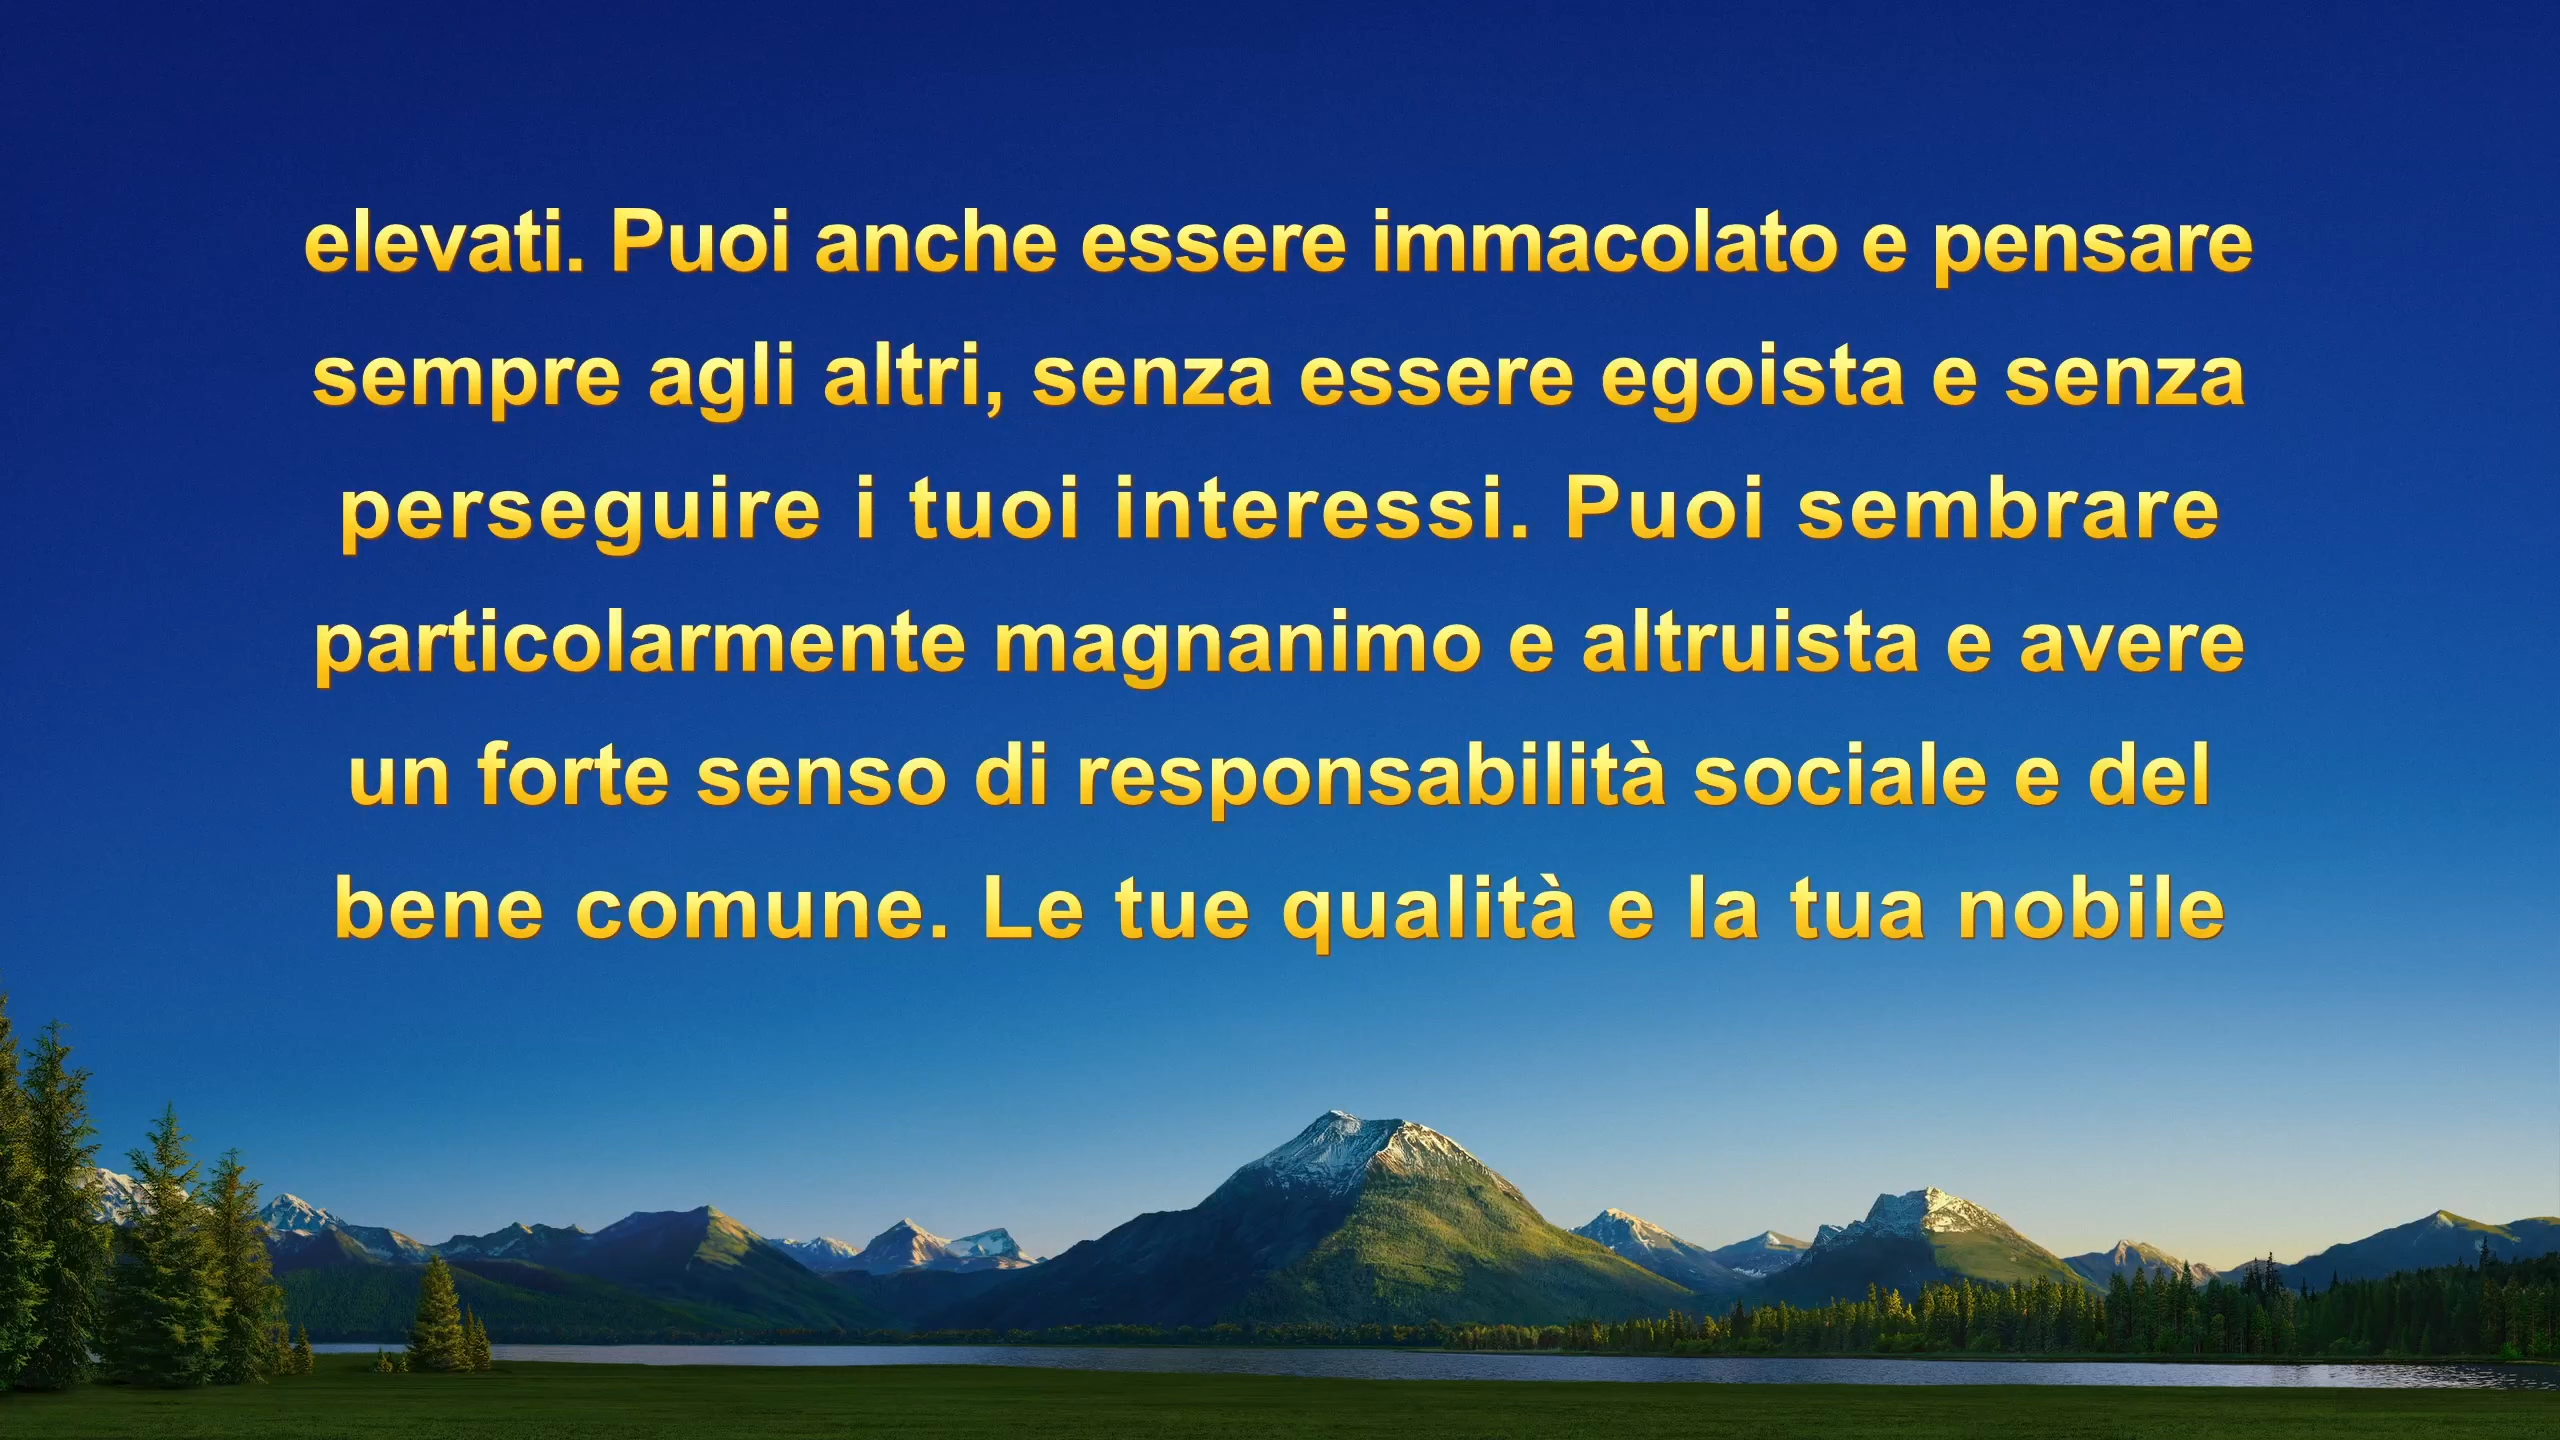 elevati. Puoi anche essere immacolato e pensare
sempre agli altri, senza essere egoista e senza
perseguire i tuoi interessi. Puoi sembrare
particolarmente magnanimo e altruista e avere
un forte senso di responsabilità sociale e del
bene comune. Le tue qualità e la tua nobile